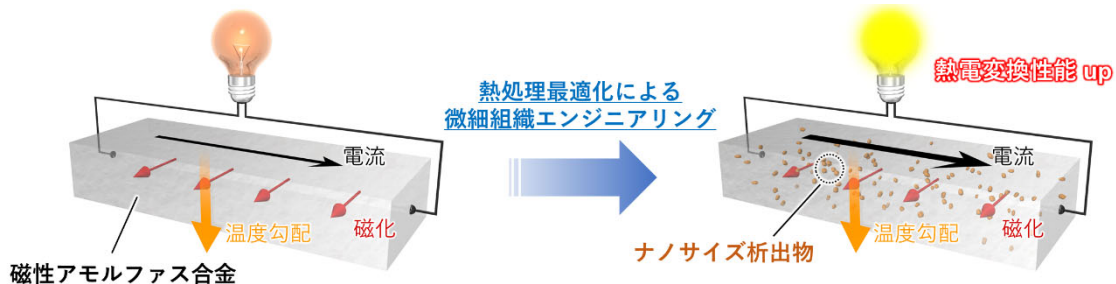 電流
磁化
温度勾配
磁性アモルファス合金
熱処理最適化による
微細組織エンジニアリング
熱電変換性能 up
電流
磁化
温度勾配
ナノサイズ析出物